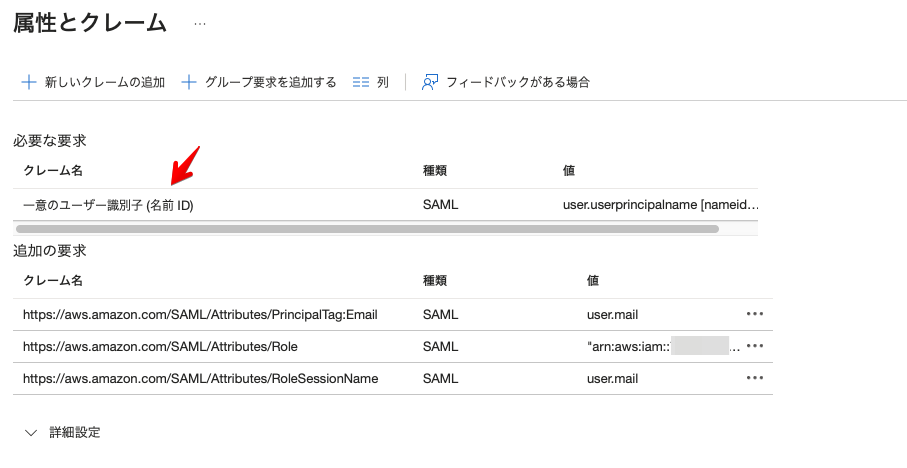 属性とクレーム ...
新しいクレームの追加 グループ要求を追加する 列 フィードバックがある場合
必要な要求
クレーム名 種類 値
一意のユーザー識別子 (名前 ID) SAML user.userprincipalname [nameid...
追加の要求
クレーム名 種類 値
https://aws.amazon.com/SAML/Attributes/PrincipalTag:Email SAML user.mail
https://aws.amazon.com/SAML/Attributes/Role SAML "arn:aws:iam:: ...
https://aws.amazon.com/SAML/Attributes/RoleSessionName SAML user.mail
詳細設定